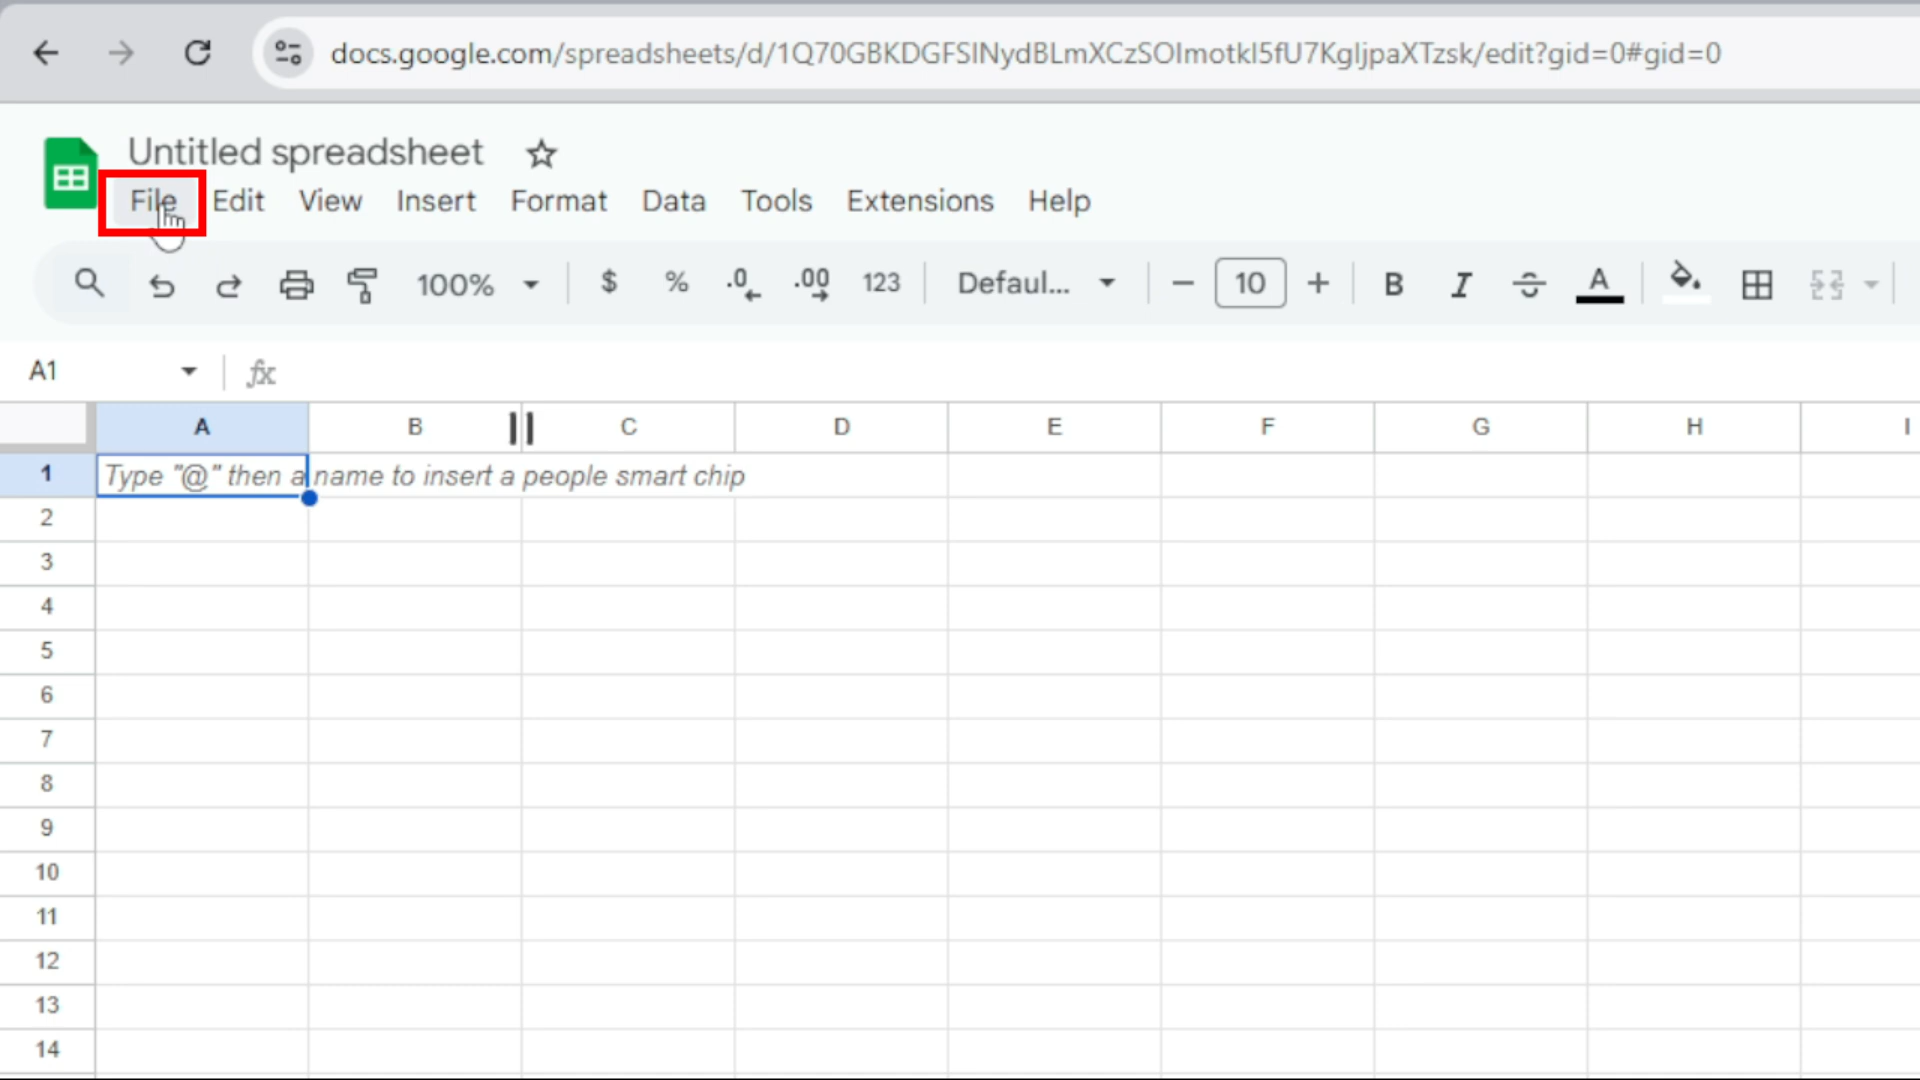 docs.google.com/spreadsheets/d/1Q70GBKDGFSlNydBLmXCzSOlmotkl5fU7KgljpaXTzsk/edit?gid=0#gid=0
Untitled spreadsheet
File Edit View Insert Format Data Tools Extensions Help
100% $ % .0 .00 123 Defaul... − 10 + B I S A
A1 fx
A B C D E F G H I
1 Type "@" then a name to insert a people smart chip
2
3
4
5
6
7
8
9
10
11
12
13
14